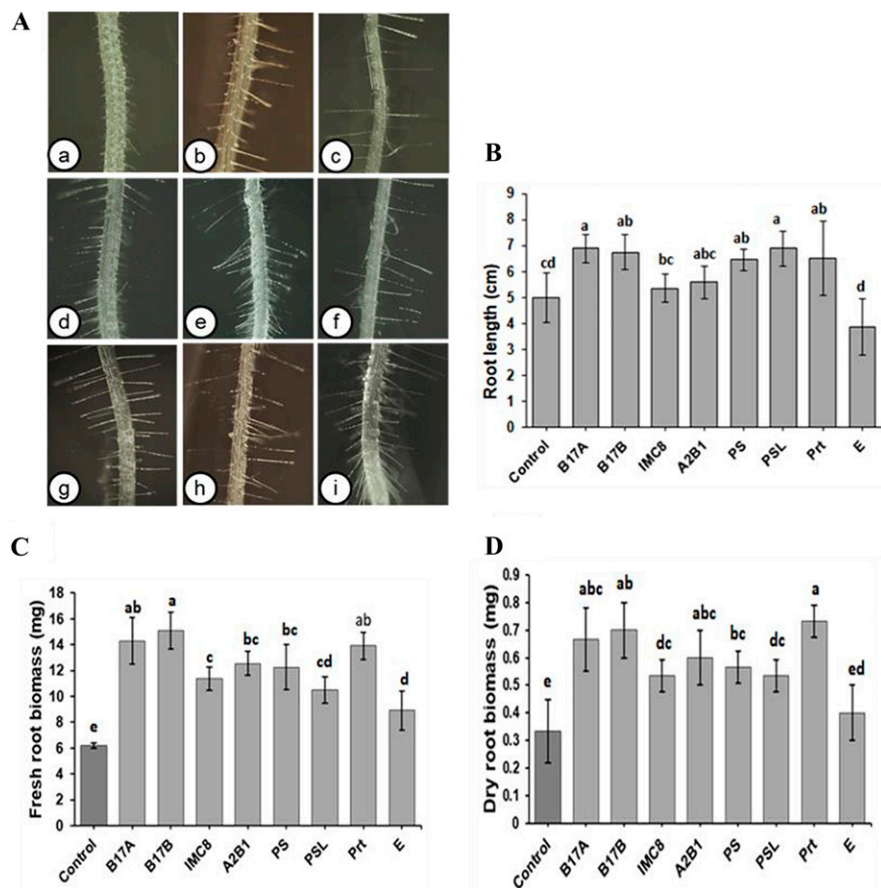 A
a
b
c
d
e
f
g
h
i
B
Root length (cm)
9
8
7
6
5
4
3
2
1
0
cd
a
ab
bc
abc
ab
a
ab
d
Control
B17A
B17B
IMC8
A2B1
PS
PSL
Prt
E
C
Fresh root biomass (mg)
18
16
14
12
10
8
6
4
2
0
e
ab
a
c
bc
bc
cd
ab
d
Control
B17A
B17B
IMC8
A2B1
PS
PSL
Prt
E
D
Dry root biomass (mg)
0.9
0.8
0.7
0.6
0.5
0.4
0.3
0.2
0.1
0
e
abc
ab
dc
abc
bc
dc
a
ed
Control
B17A
B17B
IMC8
A2B1
PS
PSL
Prt
E